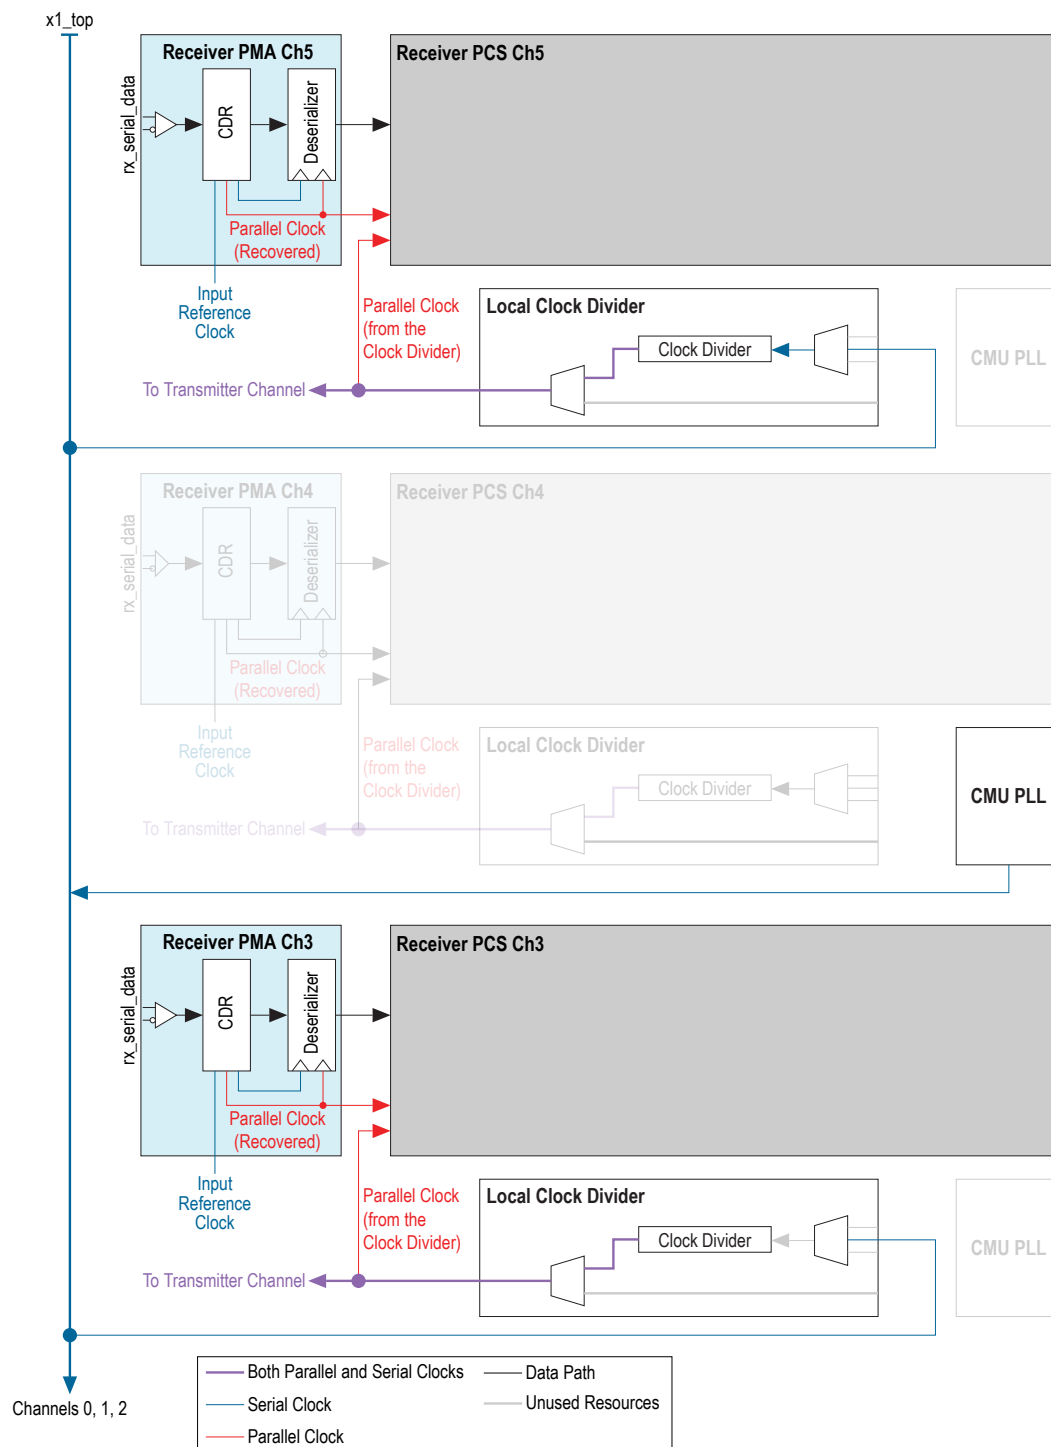 x1_top
Receiver PMA Ch5
Receiver PCS Ch5
rx_serial_data
CDR
Deserializer
Parallel Clock
(Recovered)
Input
Reference
Clock
Parallel Clock
(from the
Clock Divider)
Local Clock Divider
Clock Divider
CMU PLL
To Transmitter Channel
Receiver PMA Ch4
Receiver PCS Ch4
rx_serial_data
CDR
Deserializer
Parallel Clock
(Recovered)
Input
Reference
Clock
Parallel Clock
(from the
Clock Divider)
Local Clock Divider
Clock Divider
CMU PLL
To Transmitter Channel
Receiver PMA Ch3
Receiver PCS Ch3
rx_serial_data
CDR
Deserializer
Parallel Clock
(Recovered)
Input
Reference
Clock
Parallel Clock
(from the
Clock Divider)
Local Clock Divider
Clock Divider
CMU PLL
To Transmitter Channel
Channels 0, 1, 2
Both Parallel and Serial Clocks
Serial Clock
Parallel Clock
Data Path
Unused Resources